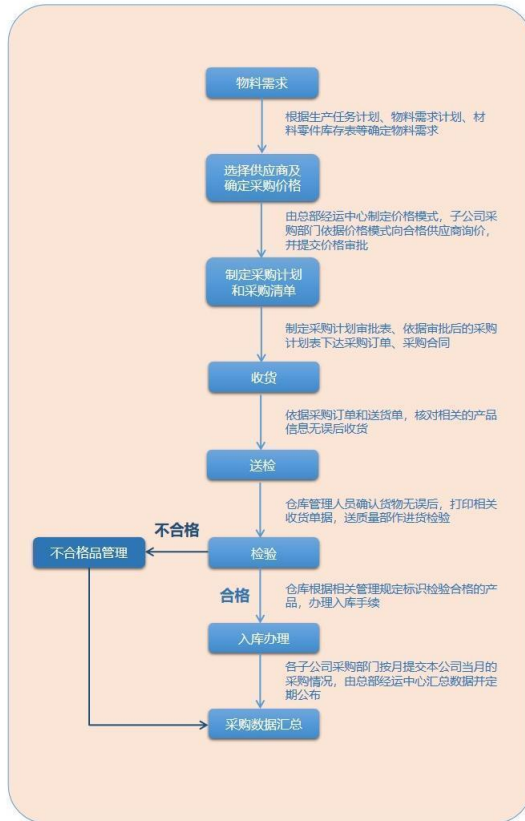 物料需求
根据生产任务计划、物料需求计划、材
料零件库存表等确定物料需求
选择供应商及
确定采购价格
由总部经运中心制定价格模式，子公司采
购部门依据价格模式向合格供应商询价，
并提交价格审批
制定采购计划
和采购清单
制定采购计划审批表、依据审批后的采购
计划表下达采购订单、采购合同
收货
依据采购订单和送货单，核对相关的产品
信息无误后收货
送检
仓库管理人员确认货物无误后，打印相关
收货单据，送质量部作进货检验
不合格
不合格品管理
检验
合格
仓库根据相关管理规定标识检验合格的产
品，办理入库手续
入库办理
各子公司采购部门按月提交本公司当月的
采购情况，由总部经运中心汇总数据并定
期公布
采购数据汇总